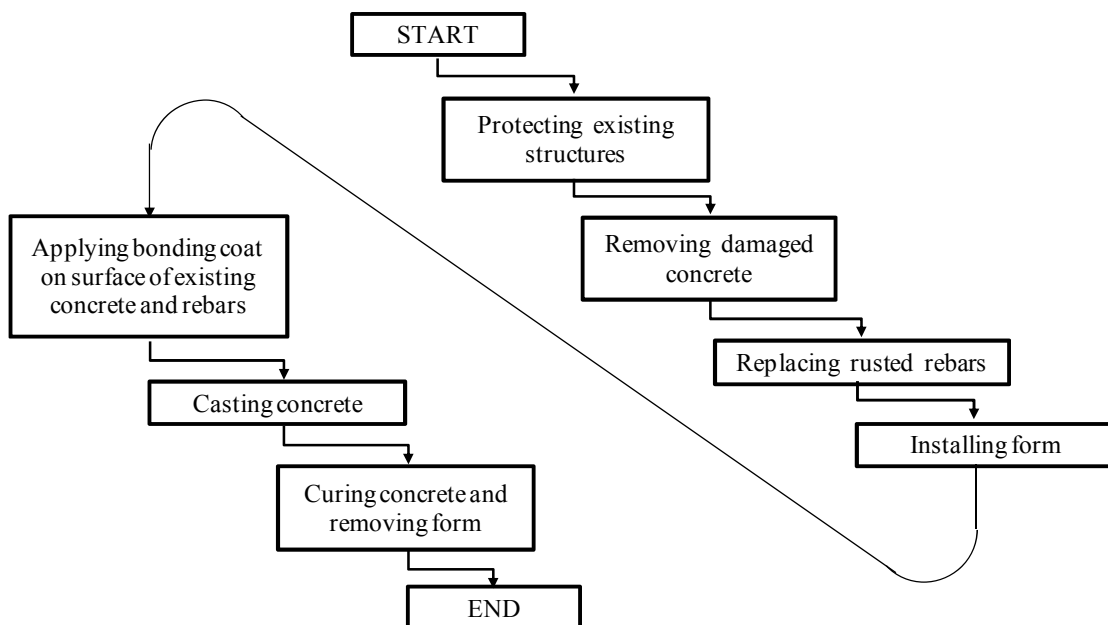 START
Protecting existing
structures
Removing damaged
concrete
Replacing rusted rebars
Installing form
Applying bonding coat
on surface of existing
concrete and rebars
Casting concrete
Curing concrete and
removing form
END